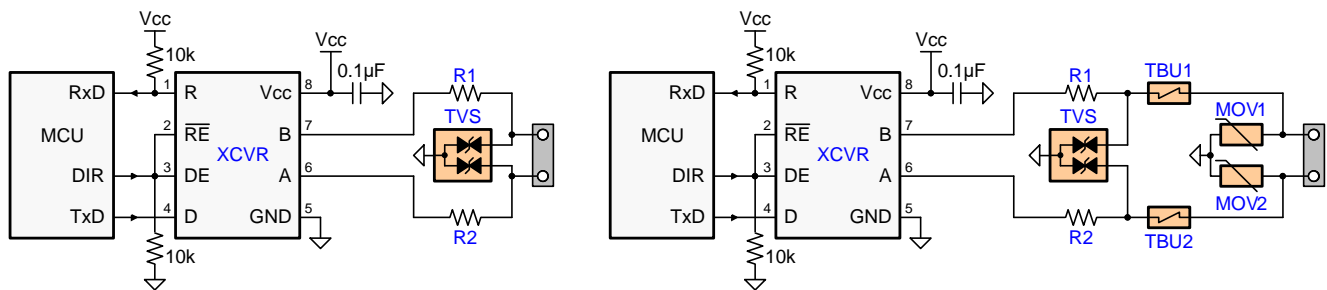 Vcc
10k
Vcc
0.1µF
MCU
RxD
DIR
TxD
1
2
3
4
R
RE
DE
D
XCVR
Vcc
B
A
GND
8
7
6
5
R1
TVS
R2
10k
Vcc
10k
Vcc
0.1µF
MCU
RxD
DIR
TxD
1
2
3
4
R
RE
DE
D
XCVR
Vcc
B
A
GND
8
7
6
5
R1
TVS
R2
TBU1
MOV1
MOV2
TBU2
10k